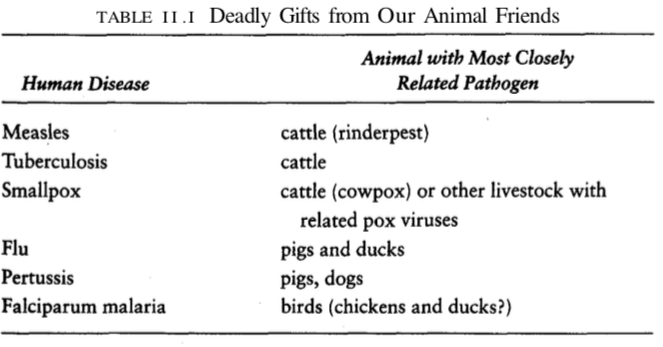 TABLE II.I Deadly Gifts from Our Animal Friends
Human Disease
Animal with Most Closely
Related Pathogen
Measles cattle (rinderpest)
Tuberculosis cattle
Smallpox cattle (cowpox) or other livestock with
related pox viruses
Flu pigs and ducks
Pertussis pigs, dogs
Falciparum malaria birds (chickens and ducks?)